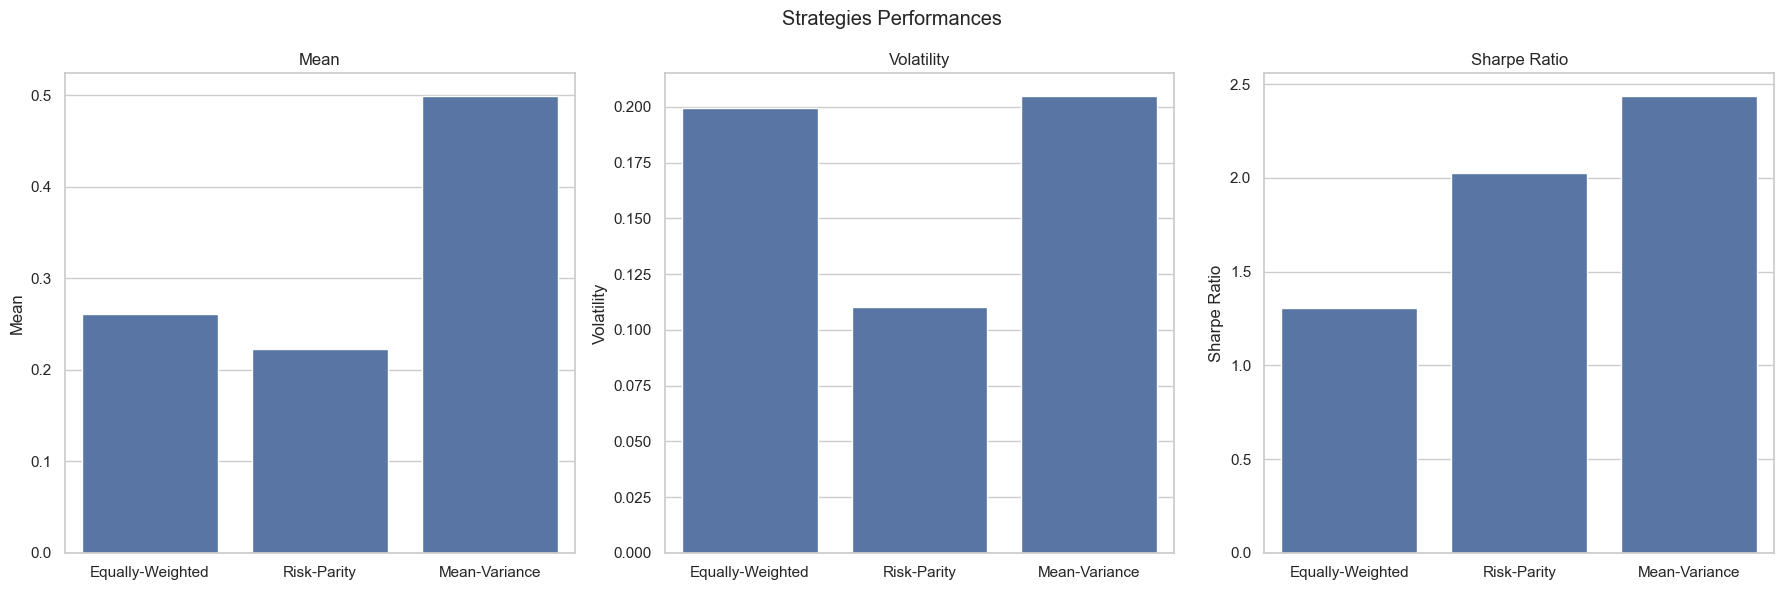 Strategies Performances
Mean
Mean
0.5
0.4
0.3
0.2
0.1
0.0
Equally-Weighted
Risk-Parity
Mean-Variance
Volatility
Volatility
0.200
0.175
0.150
0.125
0.100
0.075
0.050
0.025
0.000
Equally-Weighted
Risk-Parity
Mean-Variance
Sharpe Ratio
Sharpe Ratio
2.5
2.0
1.5
1.0
0.5
0.0
Equally-Weighted
Risk-Parity
Mean-Variance